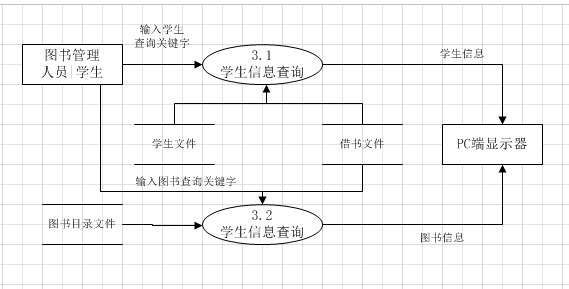 输入学生
查询关键字
图书管理
人员|学生
3.1
学生信息查询
学生信息
学生文件
借书文件
PC端显示器
输入图书查询关键字
图书目录文件
3.2
学生信息查询
图书信息